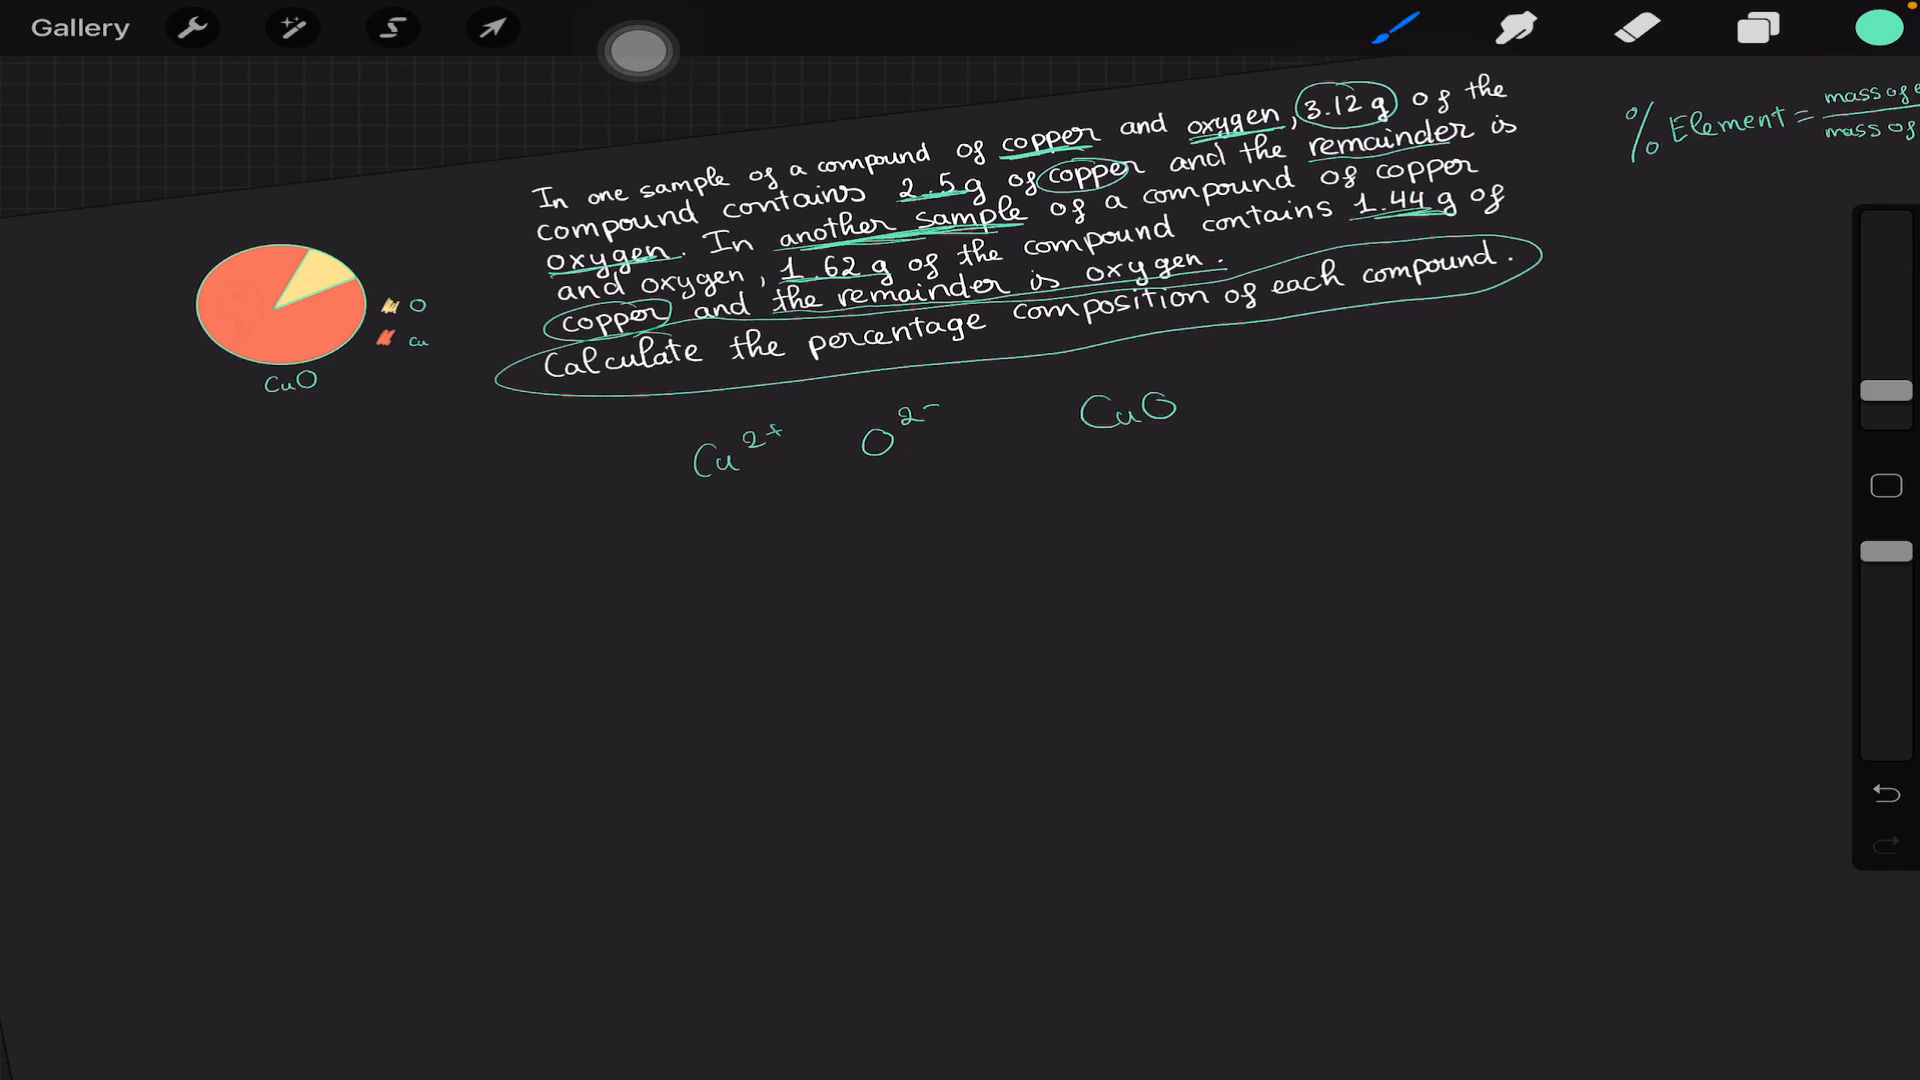 Gallery
In one sample of a compound of copper and oxygen, 3.12 g of the
compound contains 2.5g of copper and the remainder is
oxygen. In another sample of a compound of copper
and oxygen, 1.62 g of the compound contains 1.44 g of
copper and the remainder is oxygen.
Calculate the percentage composition of each compound.
% Element = mass of e
mass of
O
Cu
CuO
Cu²⁺ O²⁻ CuO